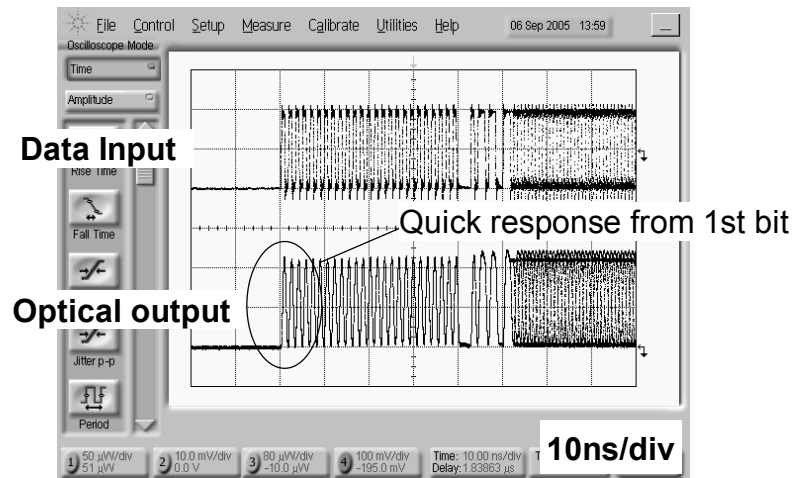 File Control Setup Measure Calibrate Utilities Help 06 Sep 2005 13:59
Oscilloscope Mode
Time
Amplitude
Data Input
Rise Time
Fall Time
Quick response from 1st bit
Optical output
Jitter p-p
Period
10ns/div
1) 50 µW/div 51 µW
2) 10.0 mV/div 0.0 V
3) 80 µW/div -10.0 µW
4) 100 mV/div -195.0 mV
Time: 10.00 ns/div
Delay: 1.83863 µs